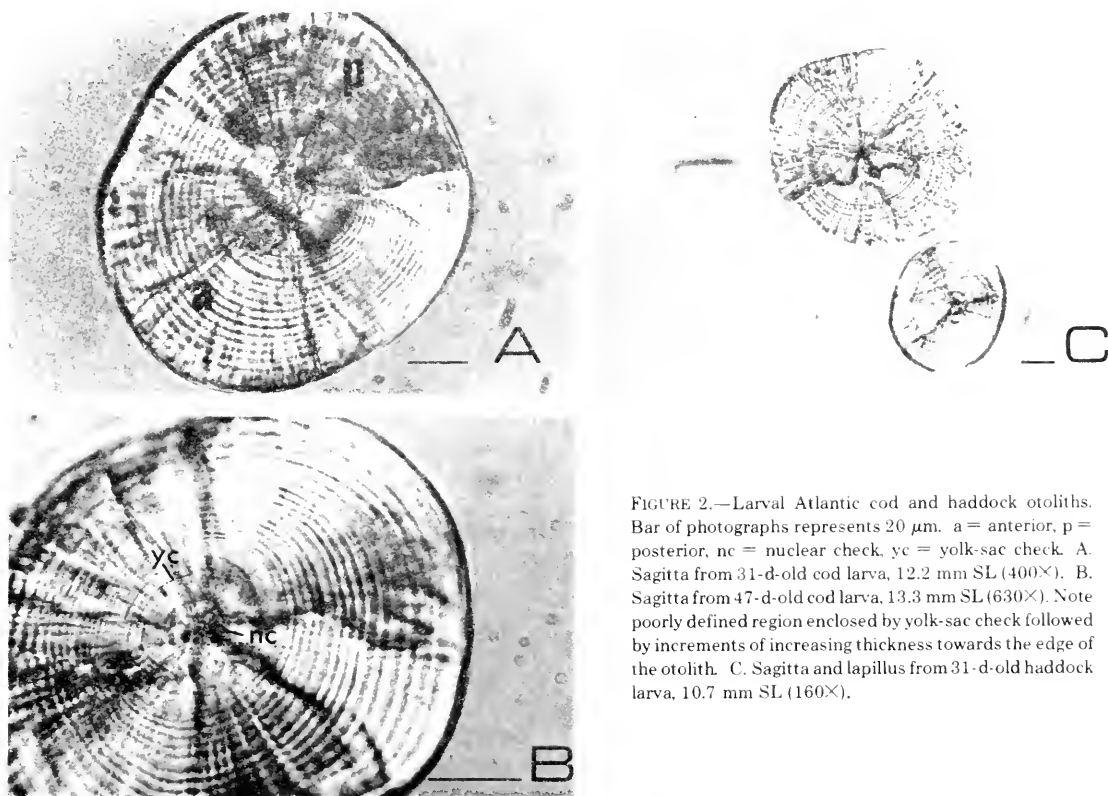 p
a
A
C
yc
nc
B
FIGURE 2.—Larval Atlantic cod and haddock otoliths.
Bar of photographs represents 20 μm. a = anterior, p =
posterior, nc = nuclear check, yc = yolk-sac check. A.
Sagitta from 31-d-old cod larva, 12.2 mm SL (400×). B.
Sagitta from 47-d-old cod larva, 13.3 mm SL (630×). Note
poorly defined region enclosed by yolk-sac check followed
by increments of increasing thickness towards the edge of
the otolith. C. Sagitta and lapillus from 31-d-old haddock
larva, 10.7 mm SL (160×).